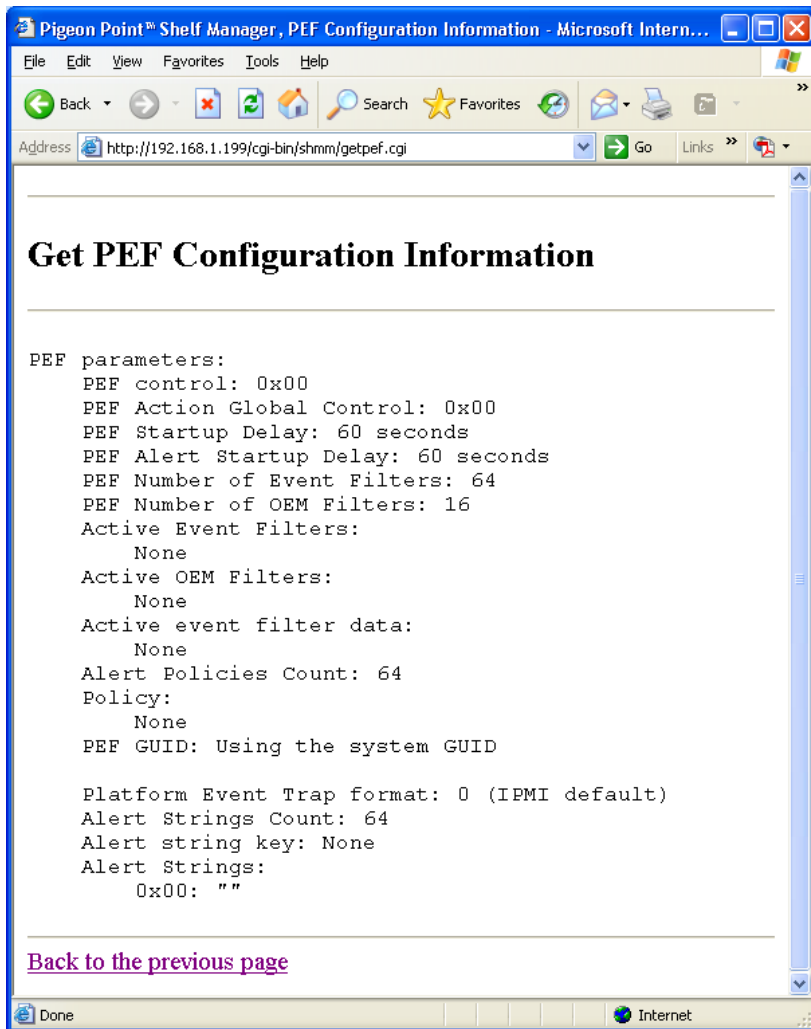 Pigeon Point™ Shelf Manager, PEF Configuration Information - Microsoft Intern...
File Edit View Favorites Tools Help
Back Search Favorites
Address http://192.168.1.199/cgi-bin/shmm/getpef.cgi Go Links
Get PEF Configuration Information
PEF parameters:
PEF control: 0x00
PEF Action Global Control: 0x00
PEF Startup Delay: 60 seconds
PEF Alert Startup Delay: 60 seconds
PEF Number of Event Filters: 64
PEF Number of OEM Filters: 16
Active Event Filters:
None
Active OEM Filters:
None
Active event filter data:
None
Alert Policies Count: 64
Policy:
None
PEF GUID: Using the system GUID
Platform Event Trap format: 0 (IPMI default)
Alert Strings Count: 64
Alert string key: None
Alert Strings:
0x00: ""
Back to the previous page
Done Internet